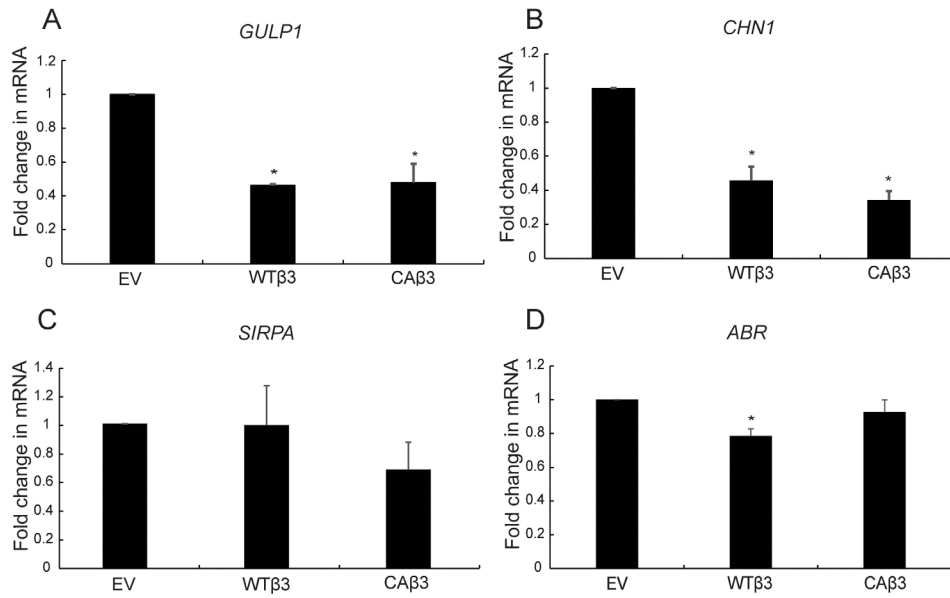 A
GULP1
Fold change in mRNA
1.2
1
0.8
0.6
0.4
0.2
0
*
*
EV
WTβ3
CAβ3
B
CHN1
Fold change in mRNA
1.2
1
0.8
0.6
0.4
0.2
0
*
*
EV
WTβ3
CAβ3
C
SIRPA
Fold change in mRNA
1.4
1.2
1
0.8
0.6
0.4
0.2
0
EV
WTβ3
CAβ3
D
ABR
Fold change in mRNA
1.2
1
0.8
0.6
0.4
0.2
0
*
EV
WTβ3
CAβ3